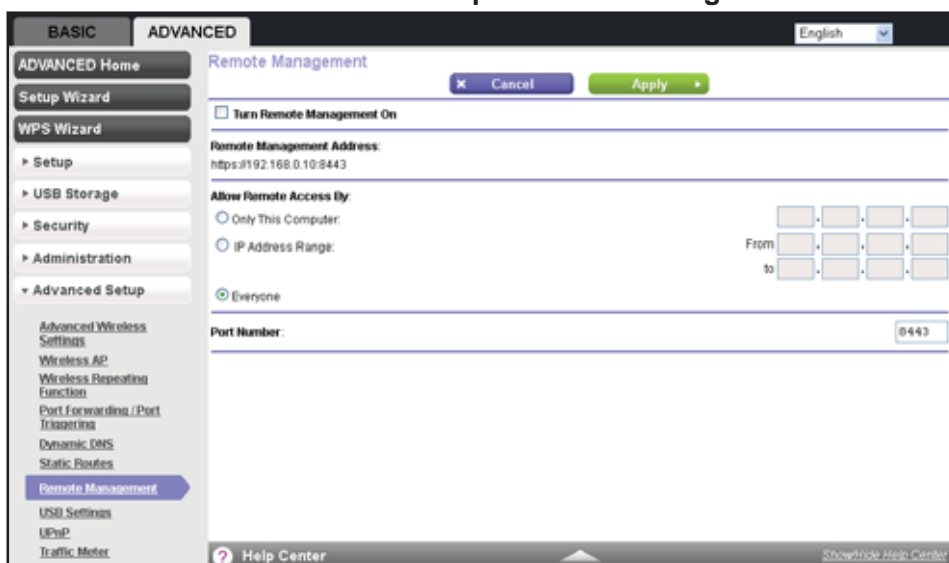 BASIC
ADVANCED
English
ADVANCED Home
Setup Wizard
WPS Wizard
Setup
USB Storage
Security
Administration
Advanced Setup
Advanced Wireless
Settings
Wireless AP
Wireless Repeating
Function
Port Forwarding / Port
Triggering
Dynamic DNS
Static Routes
Remote Management
USB Settings
UPnP
Traffic Meter
Remote Management
× Cancel
Apply
Turn Remote Management On
Remote Management Address:
https://192.168.0.10:8443
Allow Remote Access By:
Only This Computer:
. . .
IP Address Range:
From . . .
to . . .
Everyone
Port Number:
8443
? Help Center
Show/Hide Help Center